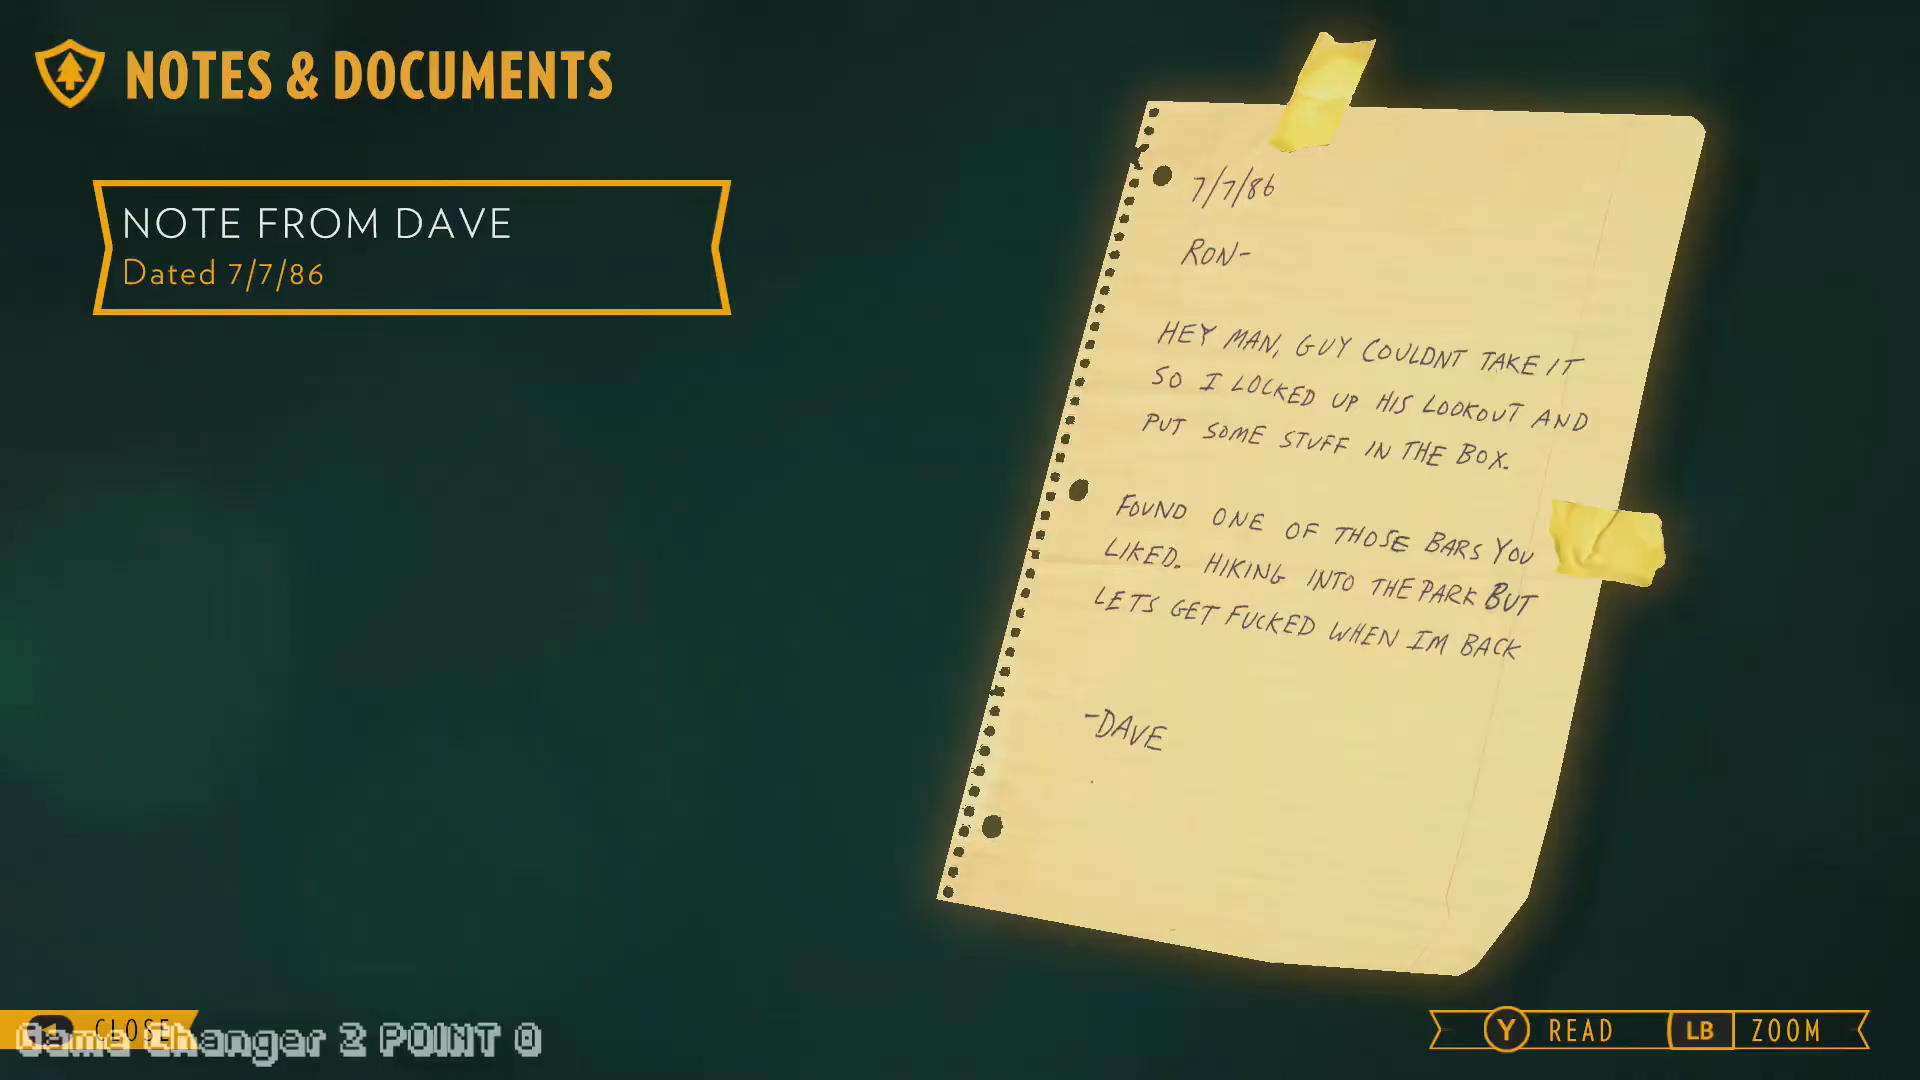 NOTES & DOCUMENTS
NOTE FROM DAVE
Dated 7/7/86
7/7/86
RON-
HEY MAN, GUY COULDNT TAKE IT
SO I LOCKED UP HIS LOOKOUT AND
PUT SOME STUFF IN THE BOX.
FOUND ONE OF THOSE BARS YOU
LIKED. HIKING INTO THE PARK BUT
LETS GET FUCKED WHEN IM BACK
-DAVE
CLOSE
Game Changer 2 POINT 0
Y READ LB ZOOM